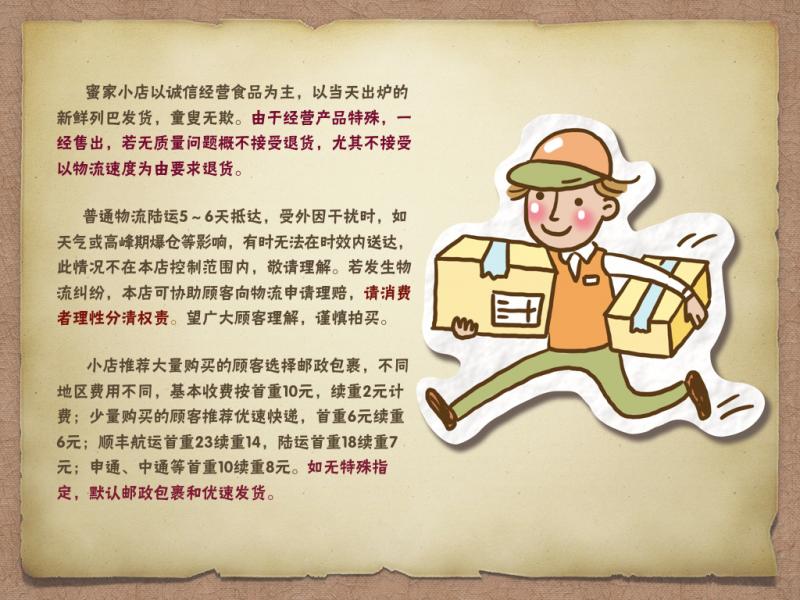 蜜家小店以诚信经营食品为主，以当天出炉的
新鲜列巴发货，童叟无欺。由于经营产品特殊，一
经售出，若无质量问题概不接受退货，尤其不接受
以物流速度为由要求退货。
普通物流陆运5～6天抵达，受外因干扰时，如
天气或高峰期爆仓等影响，有时无法在时效内送达，
此情况不在本店控制范围内，敬请理解。若发生物
流纠纷，本店可协助顾客向物流申请理赔，请消费
者理性分清权责。望广大顾客理解，谨慎拍买。
小店推荐大量购买的顾客选择邮政包裹，不同
地区费用不同，基本收费按首重10元，续重2元计
费；少量购买的顾客推荐优速快递，首重6元续重
6元；顺丰航运首重23续重14，陆运首重18续重7
元；申通、中通等首重10续重8元。如无特殊指
定，默认邮政包裹和优速发货。